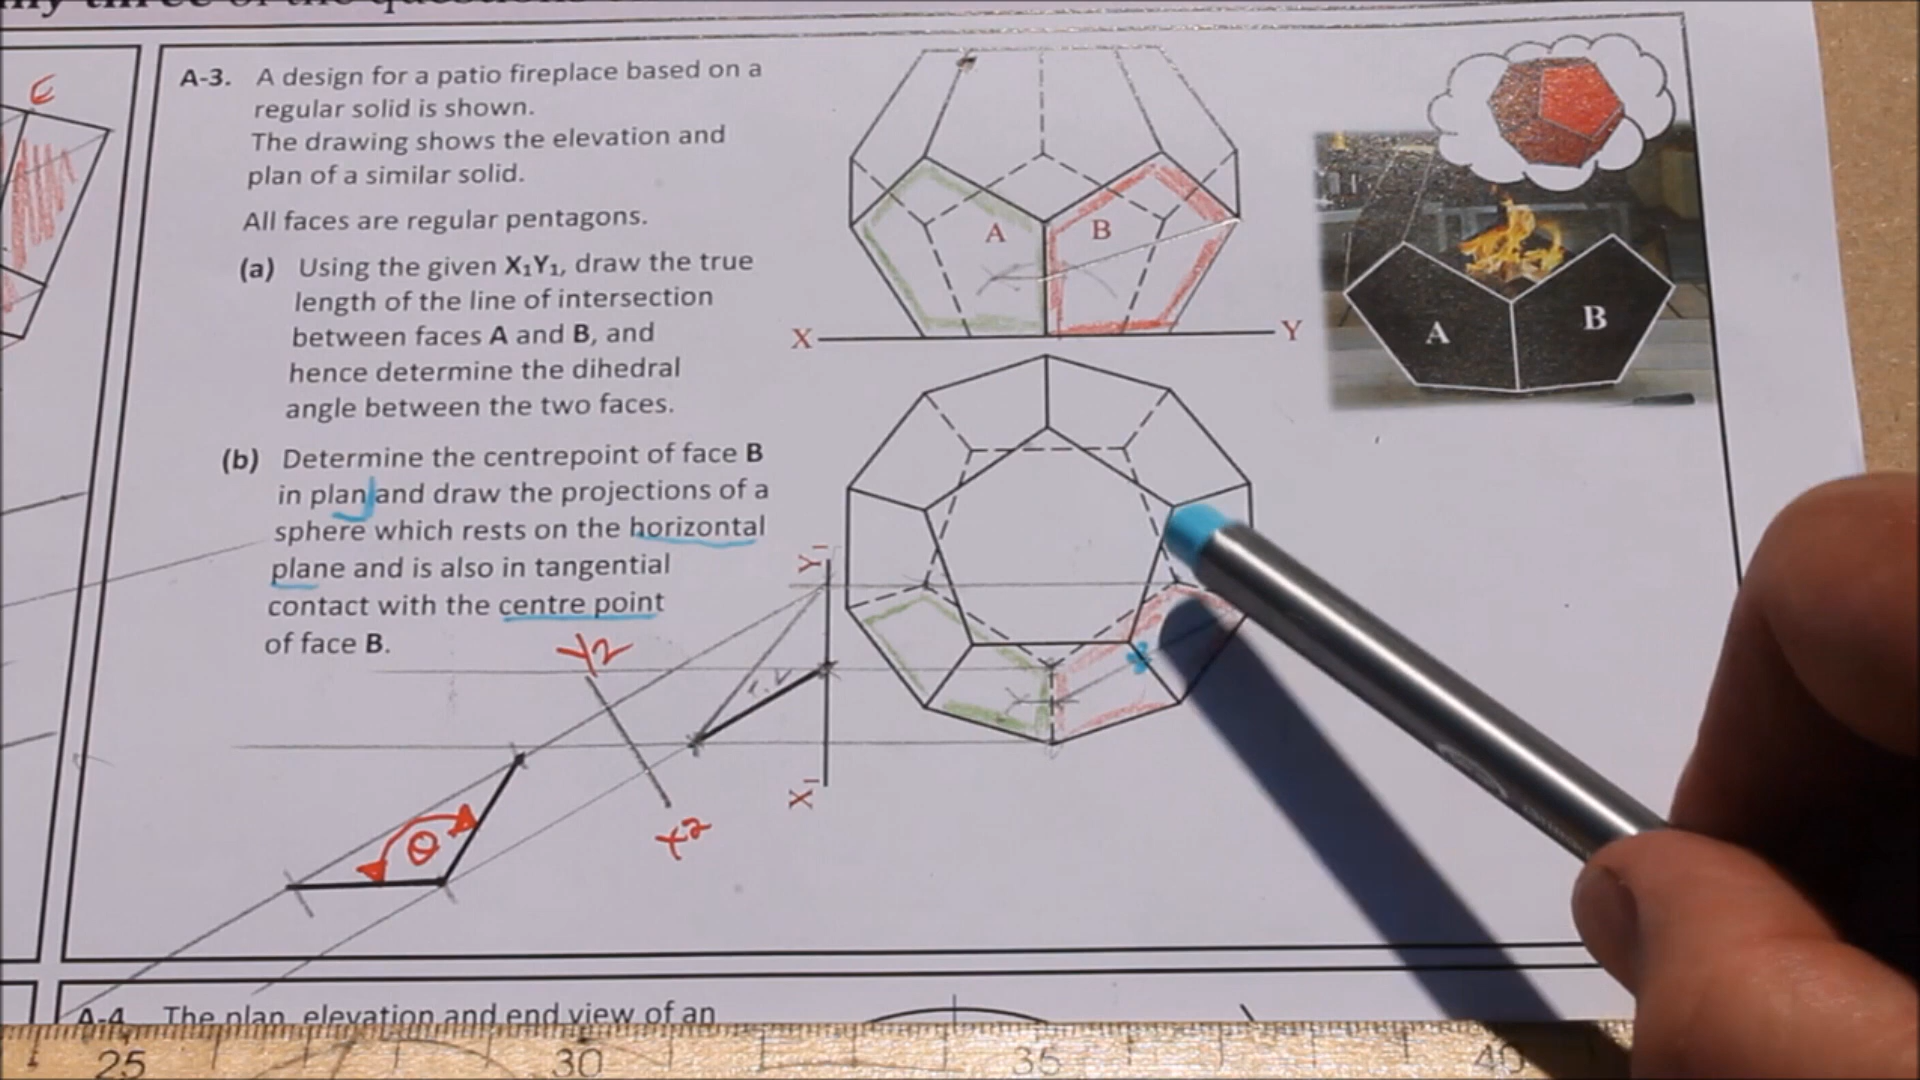 A-3. A design for a patio fireplace based on a
regular solid is shown.
The drawing shows the elevation and
plan of a similar solid.
All faces are regular pentagons.
(a) Using the given X₁Y₁, draw the true
length of the line of intersection
between faces A and B, and
hence determine the dihedral
angle between the two faces.
(b) Determine the centrepoint of face B
in plan and draw the projections of a
sphere which rests on the horizontal
plane and is also in tangential
contact with the centre point
of face B.
A B
X Y
A B
Y₁
X₁
T.L
Y2
X2
θ
A-4 The plan, elevation and end view of an
25 30 35 40